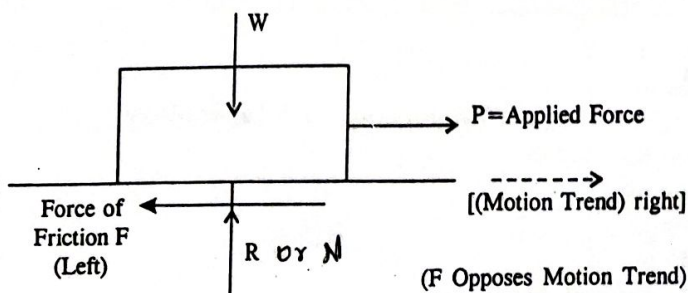 W
P=Applied Force
[(Motion Trend) right]
Force of
Friction F
(Left)
R or N
(F Opposes Motion Trend)